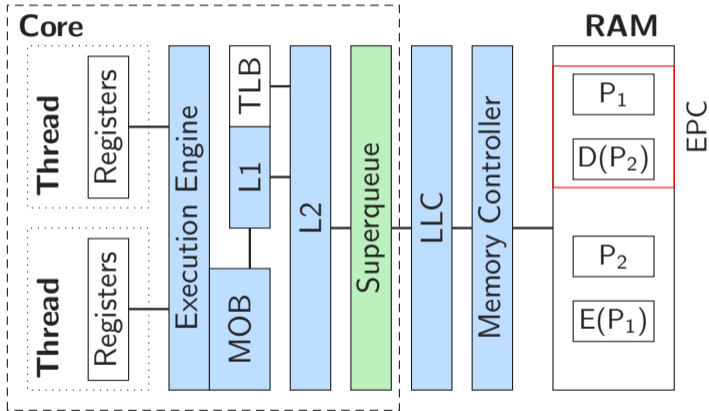 Core
Thread
Registers
Thread
Registers
Execution Engine
TLB
L1
MOB
L2
Superqueue
LLC
Memory Controller
RAM
P₁
D(P₂)
EPC
P₂
E(P₁)